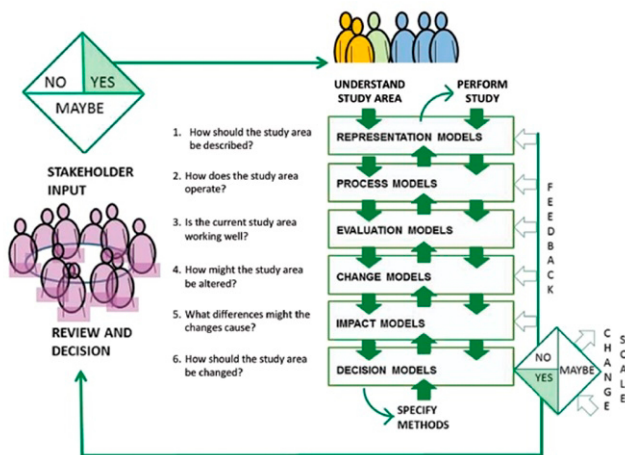 NO
YES
MAYBE
UNDERSTAND
STUDY AREA
PERFORM
STUDY
STAKEHOLDER
INPUT
REVIEW AND
DECISION
1. How should the study area
be described?
2. How does the study area
operate?
3. Is the current study area
working well?
4. How might the study area
be altered?
5. What differences might the
changes cause?
6. How should the study area
be changed?
REPRESENTATION MODELS
PROCESS MODELS
EVALUATION MODELS
CHANGE MODELS
IMPACT MODELS
DECISION MODELS
SPECIFY
METHODS
FEEDBACK
NO
YES
MAYBE
CHANGE
SCALE